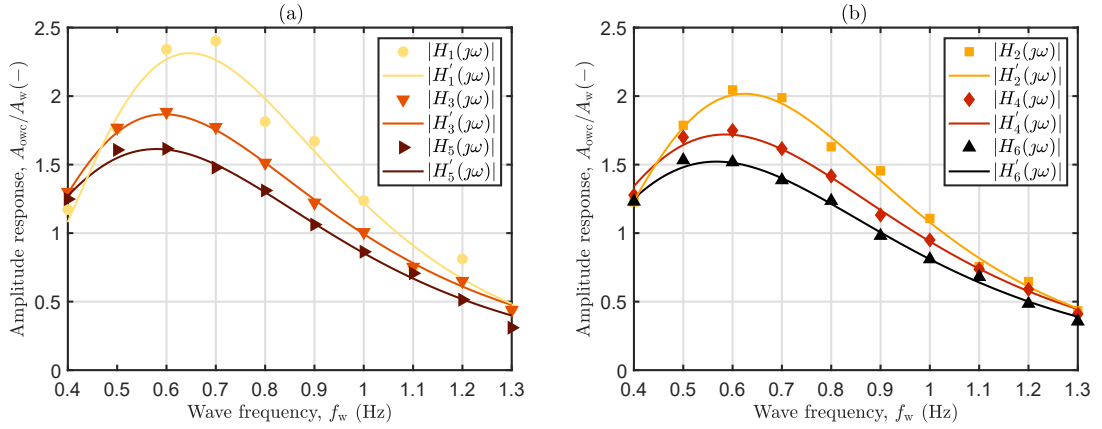 (a)
Amplitude response, A_owc/A_w(−)
2.5
2
1.5
1
0.5
0
0.4 0.5 0.6 0.7 0.8 0.9 1 1.1 1.2 1.3
Wave frequency, f_w (Hz)
|H_1(ȷω)|
|H_1′(ȷω)|
|H_3(ȷω)|
|H_3′(ȷω)|
|H_5(ȷω)|
|H_5′(ȷω)|
(b)
Amplitude response, A_owc/A_w(−)
2.5
2
1.5
1
0.5
0
0.4 0.5 0.6 0.7 0.8 0.9 1 1.1 1.2 1.3
Wave frequency, f_w (Hz)
|H_2(ȷω)|
|H_2′(ȷω)|
|H_4(ȷω)|
|H_4′(ȷω)|
|H_6(ȷω)|
|H_6′(ȷω)|